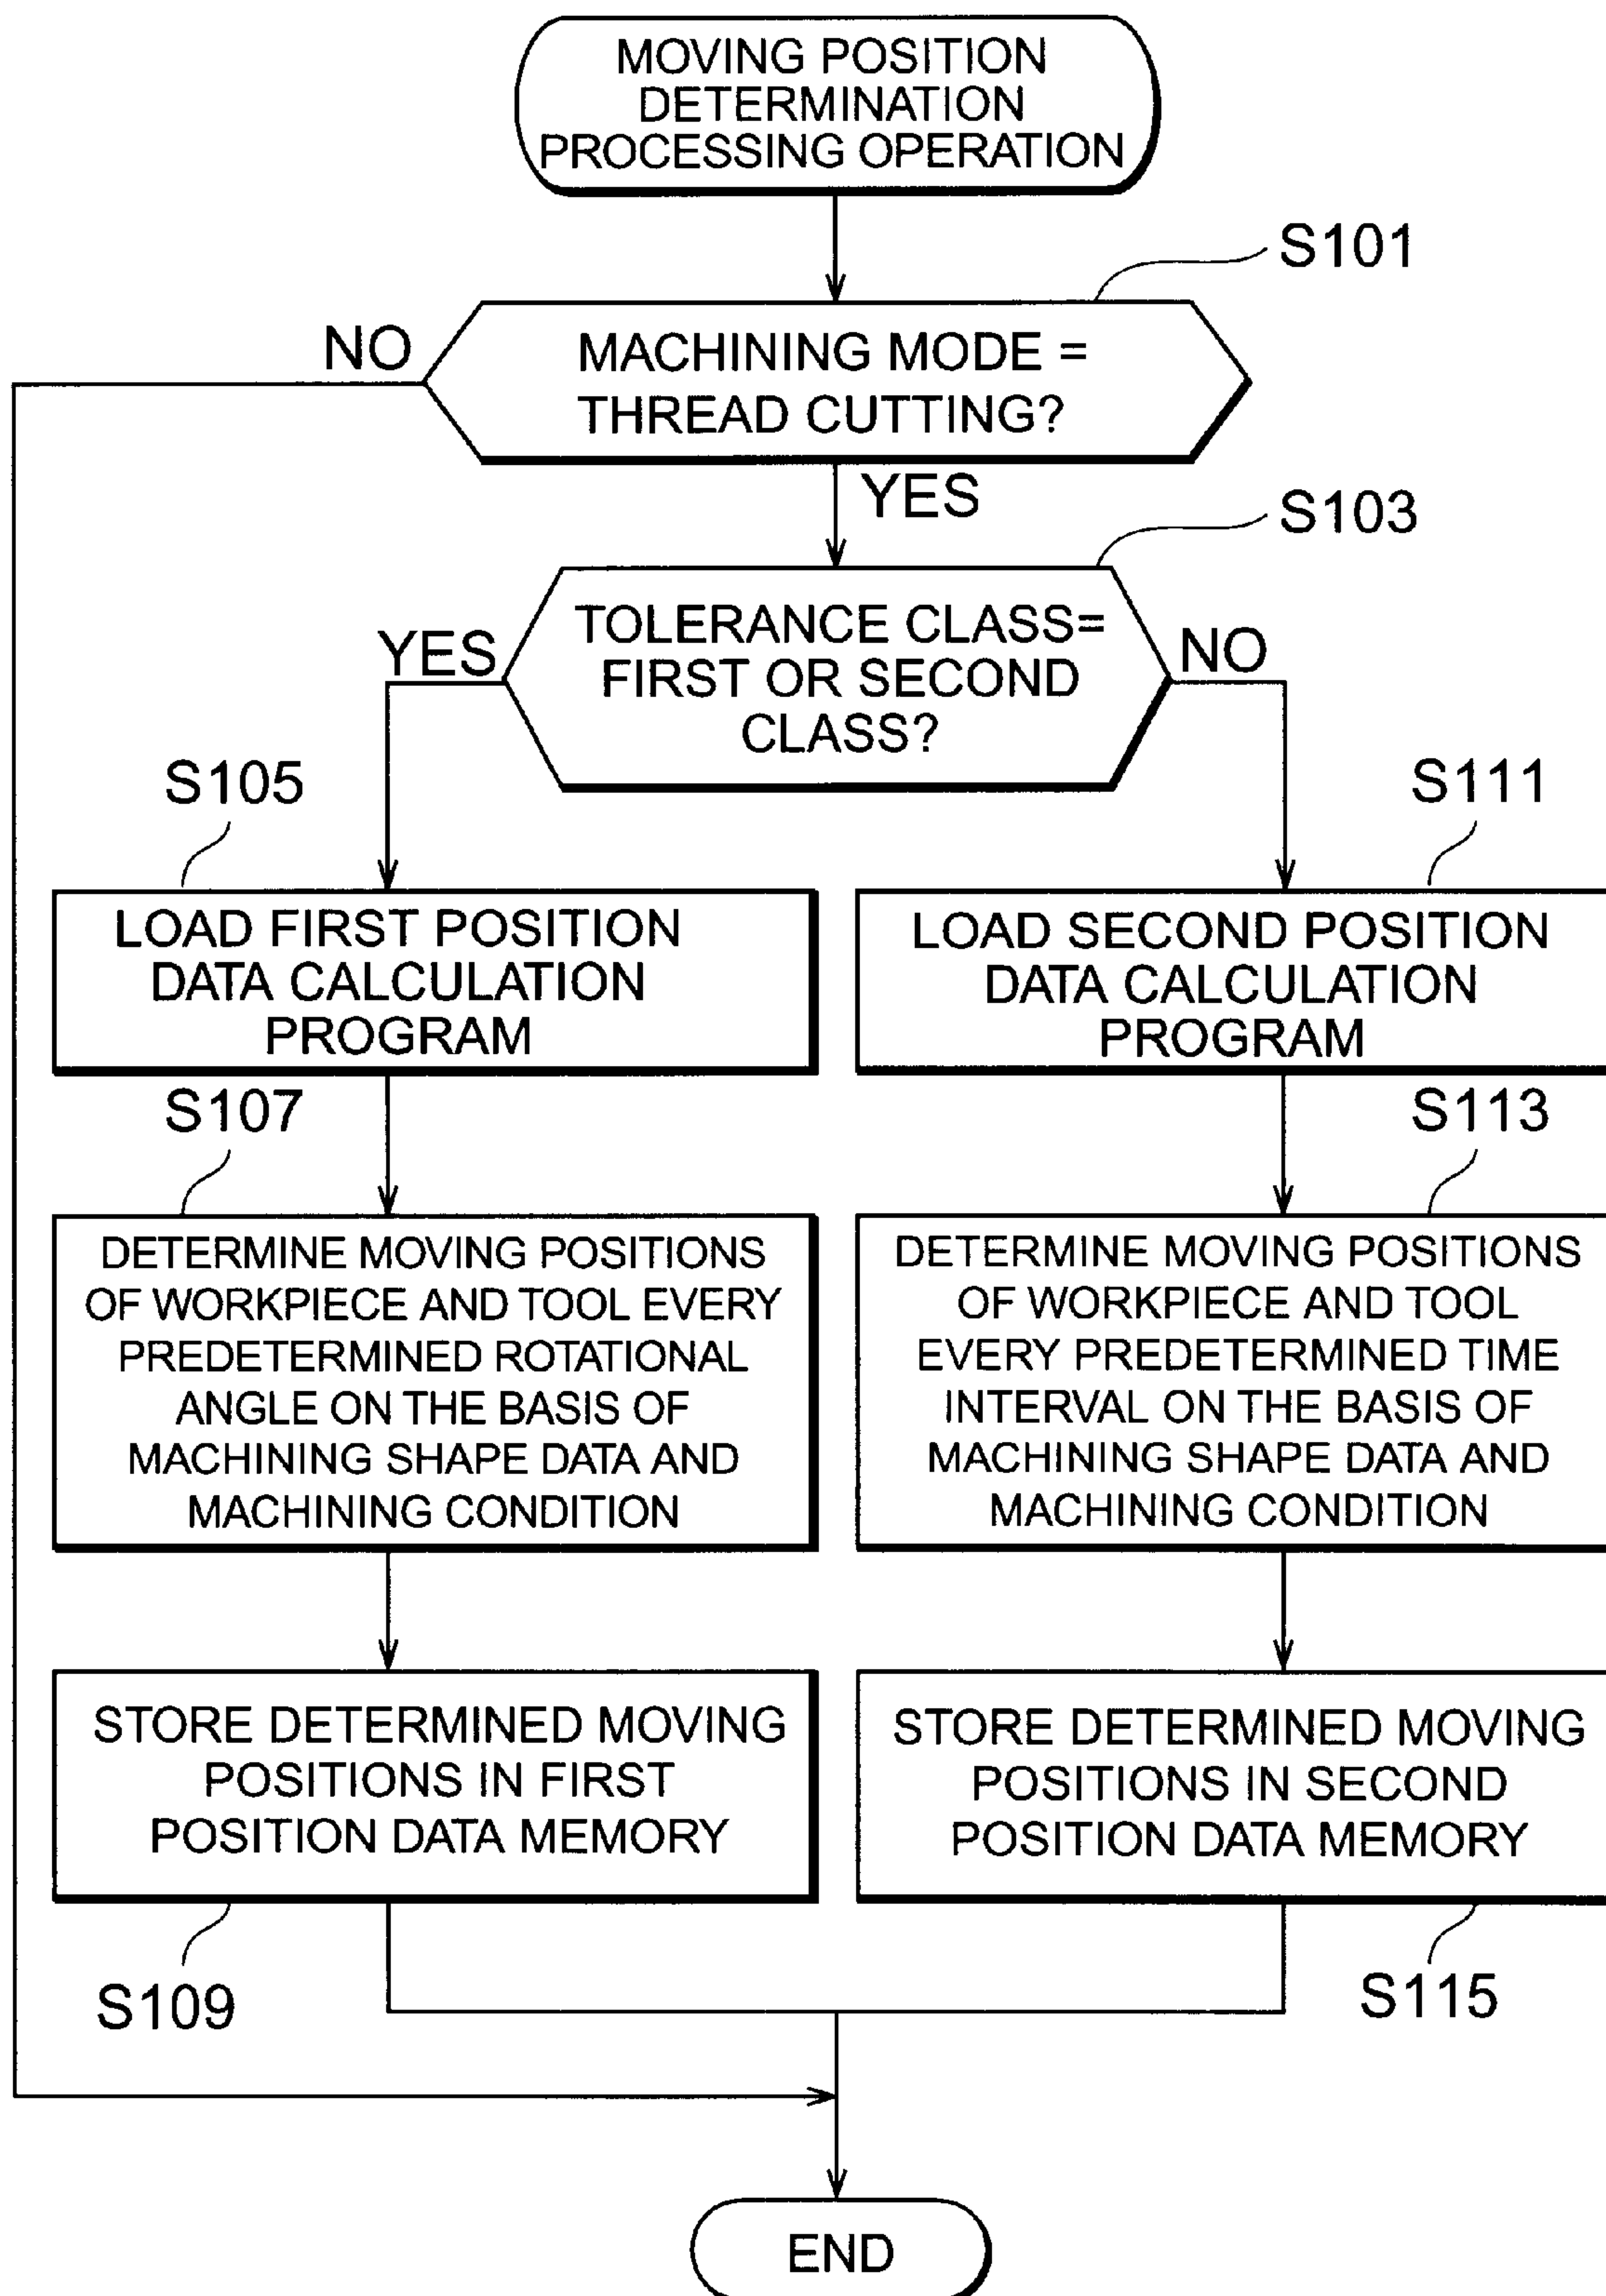 MOVING POSITION
DETERMINATION
PROCESSING OPERATION
S101
NO
MACHINING MODE =
THREAD CUTTING?
YES
S103
YES
TOLERANCE CLASS=
FIRST OR SECOND
CLASS?
NO
S105
LOAD FIRST POSITION
DATA CALCULATION
PROGRAM
S111
LOAD SECOND POSITION
DATA CALCULATION
PROGRAM
S107
DETERMINE MOVING POSITIONS
OF WORKPIECE AND TOOL EVERY
PREDETERMINED ROTATIONAL
ANGLE ON THE BASIS OF
MACHINING SHAPE DATA AND
MACHINING CONDITION
S113
DETERMINE MOVING POSITIONS
OF WORKPIECE AND TOOL
EVERY PREDETERMINED TIME
INTERVAL ON THE BASIS OF
MACHINING SHAPE DATA AND
MACHINING CONDITION
STORE DETERMINED MOVING
POSITIONS IN FIRST
POSITION DATA MEMORY
S109
STORE DETERMINED MOVING
POSITIONS IN SECOND
POSITION DATA MEMORY
S115
END